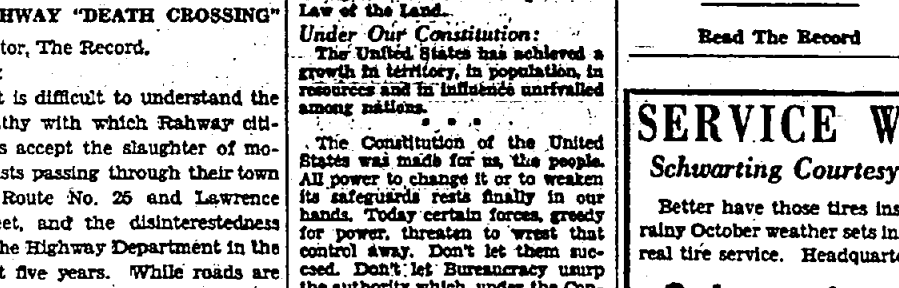 HWAY "DEATH CROSSING"
tor, The Record.
:
t is difficult to understand the
thy with which Rahway citi-
s accept the slaughter of mo-
sts passing through their town
Route No. 25 and Lawrence
eet, and the disinterestedness
he Highway Department in the
t five years. While roads are
Law of the Land.
Under Our Constitution:
The United States has achieved a
growth in territory, in population, in
resources and in influence unrivalled
among nations.
* * *
The Constitution of the United
States was made for us, the people.
All power to change it or to weaken
its safeguards rests finally in our
hands. Today certain forces, greedy
for power, threaten to wrest that
control away. Don't let them suc-
ceed. Don't let Bureaucracy usurp
the authority which, under the Con-
Read The Record
SERVICE W
Schwarting Courtesy
Better have those tires ins
rainy October weather sets in
real tire service. Headquarte